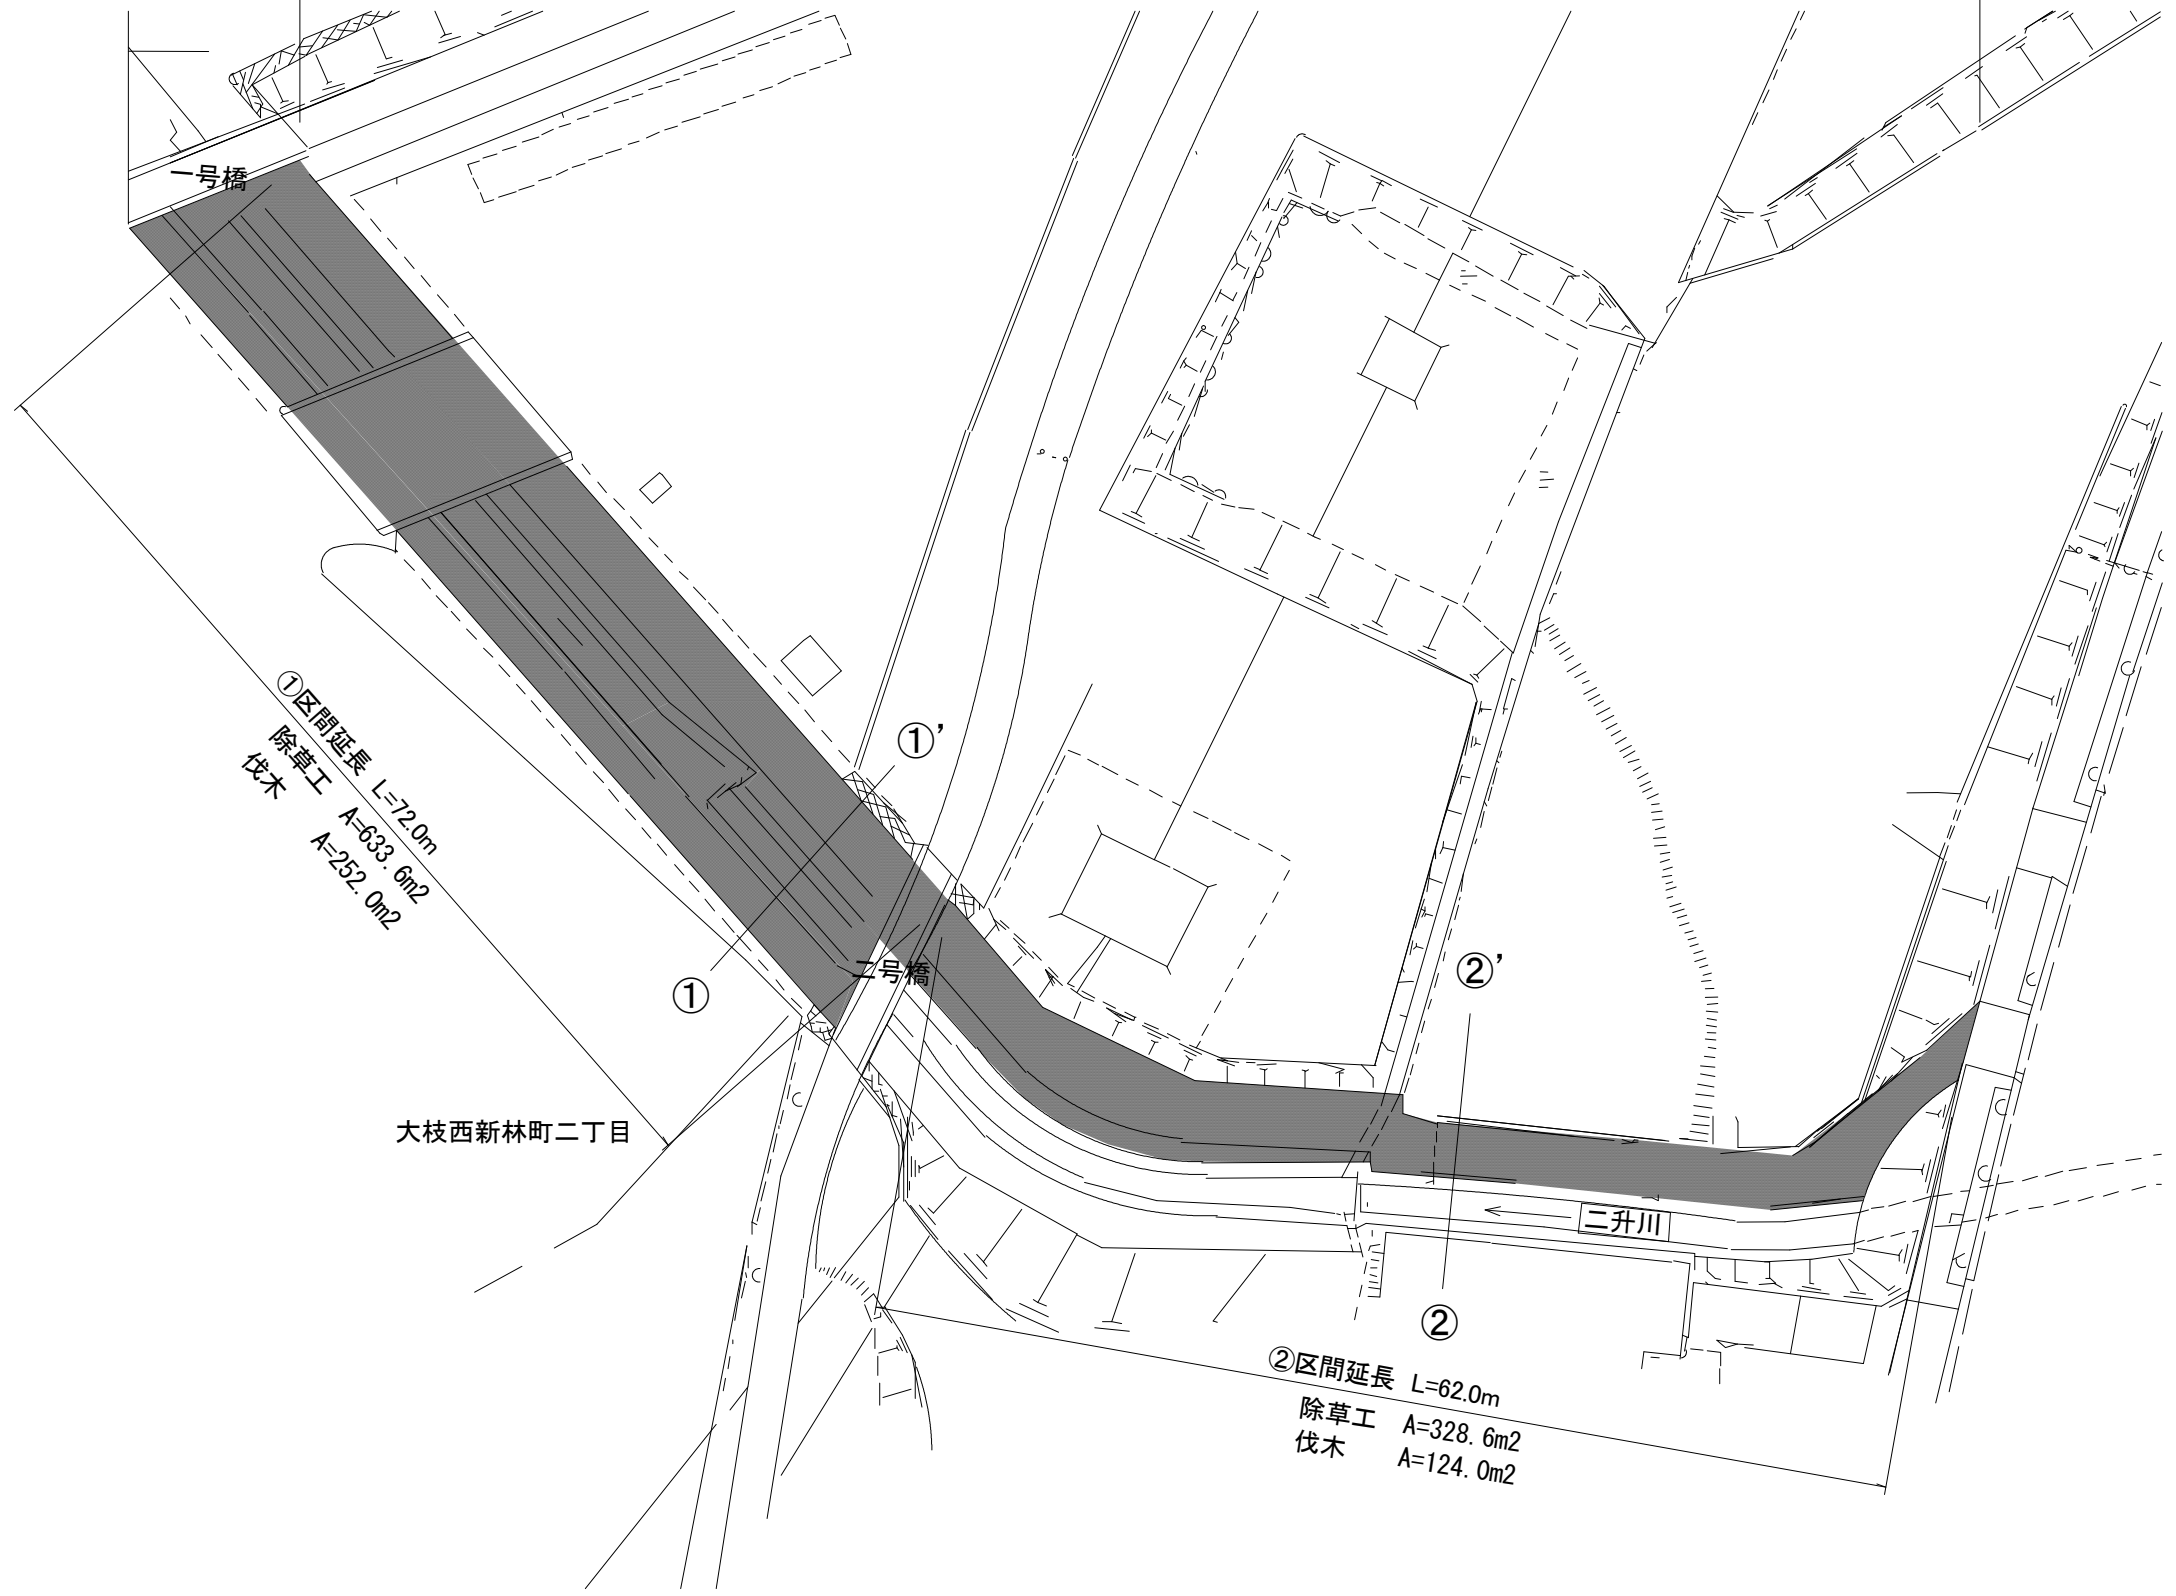 一号橋
①区間延長 L=72.0m
除草工 A=633.6m2
伐木 A=252.0m2
①'
①
二号橋
②'
大枝西新林町二丁目
二升川
②
②区間延長 L=62.0m
除草工 A=328.6m2
伐木 A=124.0m2